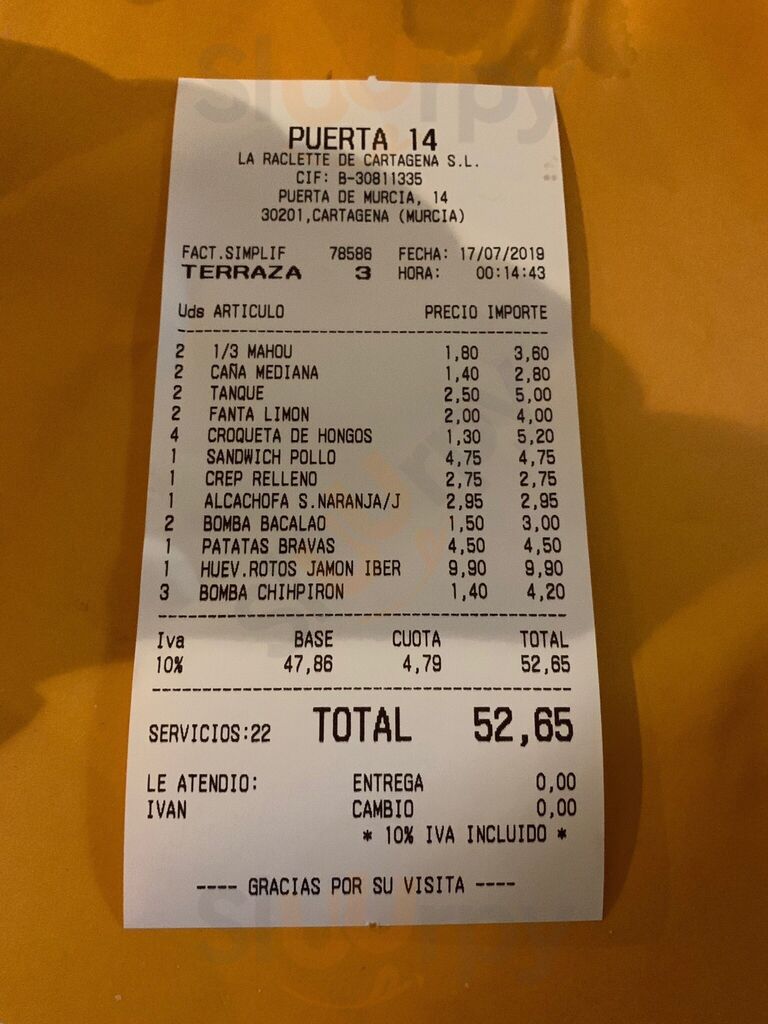 PUERTA 14
LA RACLETTE DE CARTAGENA S.L.
CIF: B-30811335
PUERTA DE MURCIA, 14
30201,CARTAGENA (MURCIA)
FACT.SIMPLIF 78586 FECHA: 17/07/2019
TERRAZA 3 HORA: 00:14:43
Uds ARTICULO PRECIO IMPORTE
2 1/3 MAHOU 1,80 3,60
2 CAÑA MEDIANA 1,40 2,80
2 TANQUE 2,50 5,00
2 FANTA LIMON 2,00 4,00
4 CROQUETA DE HONGOS 1,30 5,20
1 SANDWICH POLLO 4,75 4,75
1 CREP RELLENO 2,75 2,75
1 ALCACHOFA S.NARANJA/J 2,95 2,95
2 BOMBA BACALAO 1,50 3,00
1 PATATAS BRAVAS 4,50 4,50
1 HUEV.ROTOS JAMON IBER 9,90 9,90
3 BOMBA CHIHPIRON 1,40 4,20
Iva BASE CUOTA TOTAL
10% 47,86 4,79 52,65
SERVICIOS:22 TOTAL 52,65
LE ATENDIO: ENTREGA 0,00
IVAN CAMBIO 0,00
* 10% IVA INCLUIDO *
---- GRACIAS POR SU VISITA ----